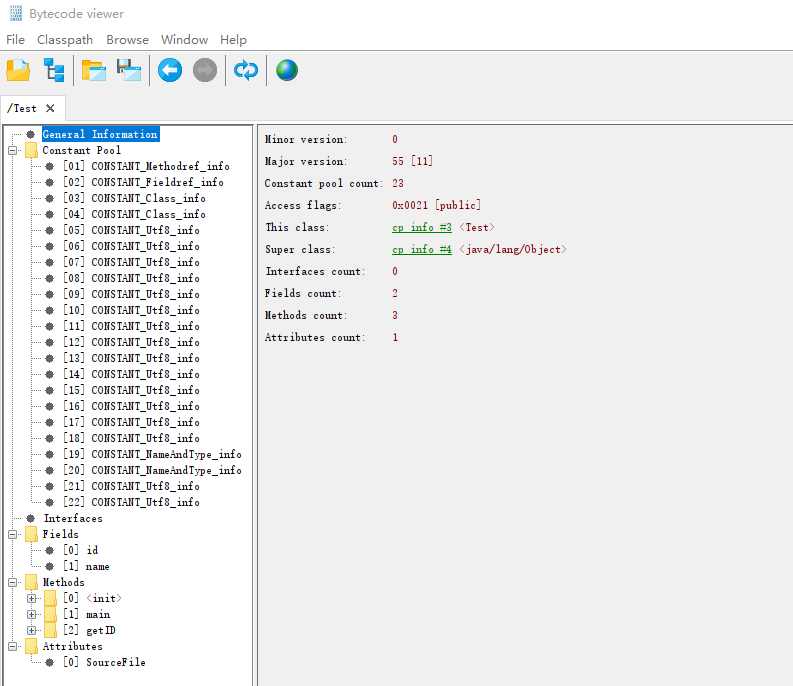 Bytecode viewer
File Classpath Browse Window Help
/Test
General Information
Constant Pool
[01] CONSTANT_Methodref_info
[02] CONSTANT_Fieldref_info
[03] CONSTANT_Class_info
[04] CONSTANT_Class_info
[05] CONSTANT_Utf8_info
[06] CONSTANT_Utf8_info
[07] CONSTANT_Utf8_info
[08] CONSTANT_Utf8_info
[09] CONSTANT_Utf8_info
[10] CONSTANT_Utf8_info
[11] CONSTANT_Utf8_info
[12] CONSTANT_Utf8_info
[13] CONSTANT_Utf8_info
[14] CONSTANT_Utf8_info
[15] CONSTANT_Utf8_info
[16] CONSTANT_Utf8_info
[17] CONSTANT_Utf8_info
[18] CONSTANT_Utf8_info
[19] CONSTANT_NameAndType_info
[20] CONSTANT_NameAndType_info
[21] CONSTANT_Utf8_info
[22] CONSTANT_Utf8_info
Interfaces
Fields
[0] id
[1] name
Methods
[0] <init>
[1] main
[2] getID
Attributes
[0] SourceFile
Minor version: 0
Major version: 55 [11]
Constant pool count: 23
Access flags: 0x0021 [public]
This class: cp info #3 <Test>
Super class: cp info #4 <java/lang/Object>
Interfaces count: 0
Fields count: 2
Methods count: 3
Attributes count: 1